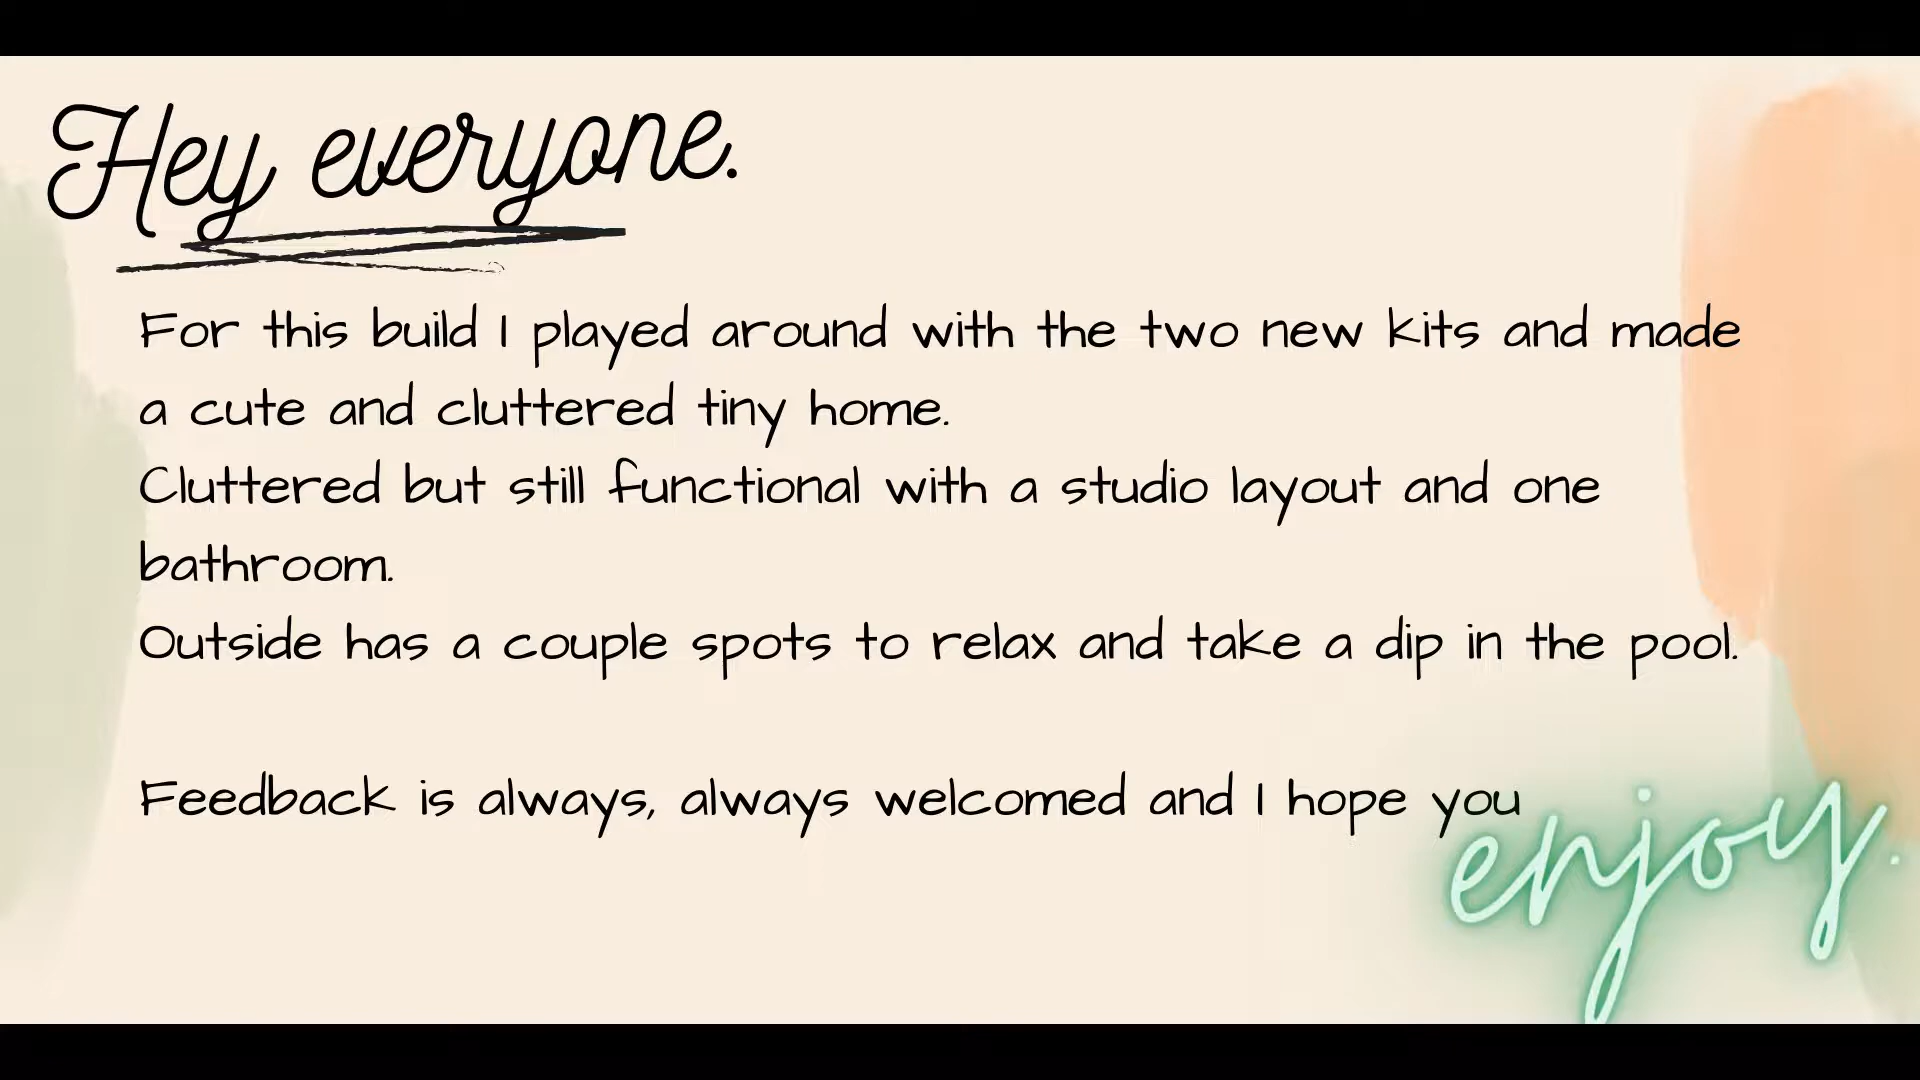 Hey everyone.
For this build I played around with the two new kits and made
a cute and cluttered tiny home.
Cluttered but still functional with a studio layout and one
bathroom.
Outside has a couple spots to relax and take a dip in the pool.
Feedback is always, always welcomed and I hope you
enjoy.